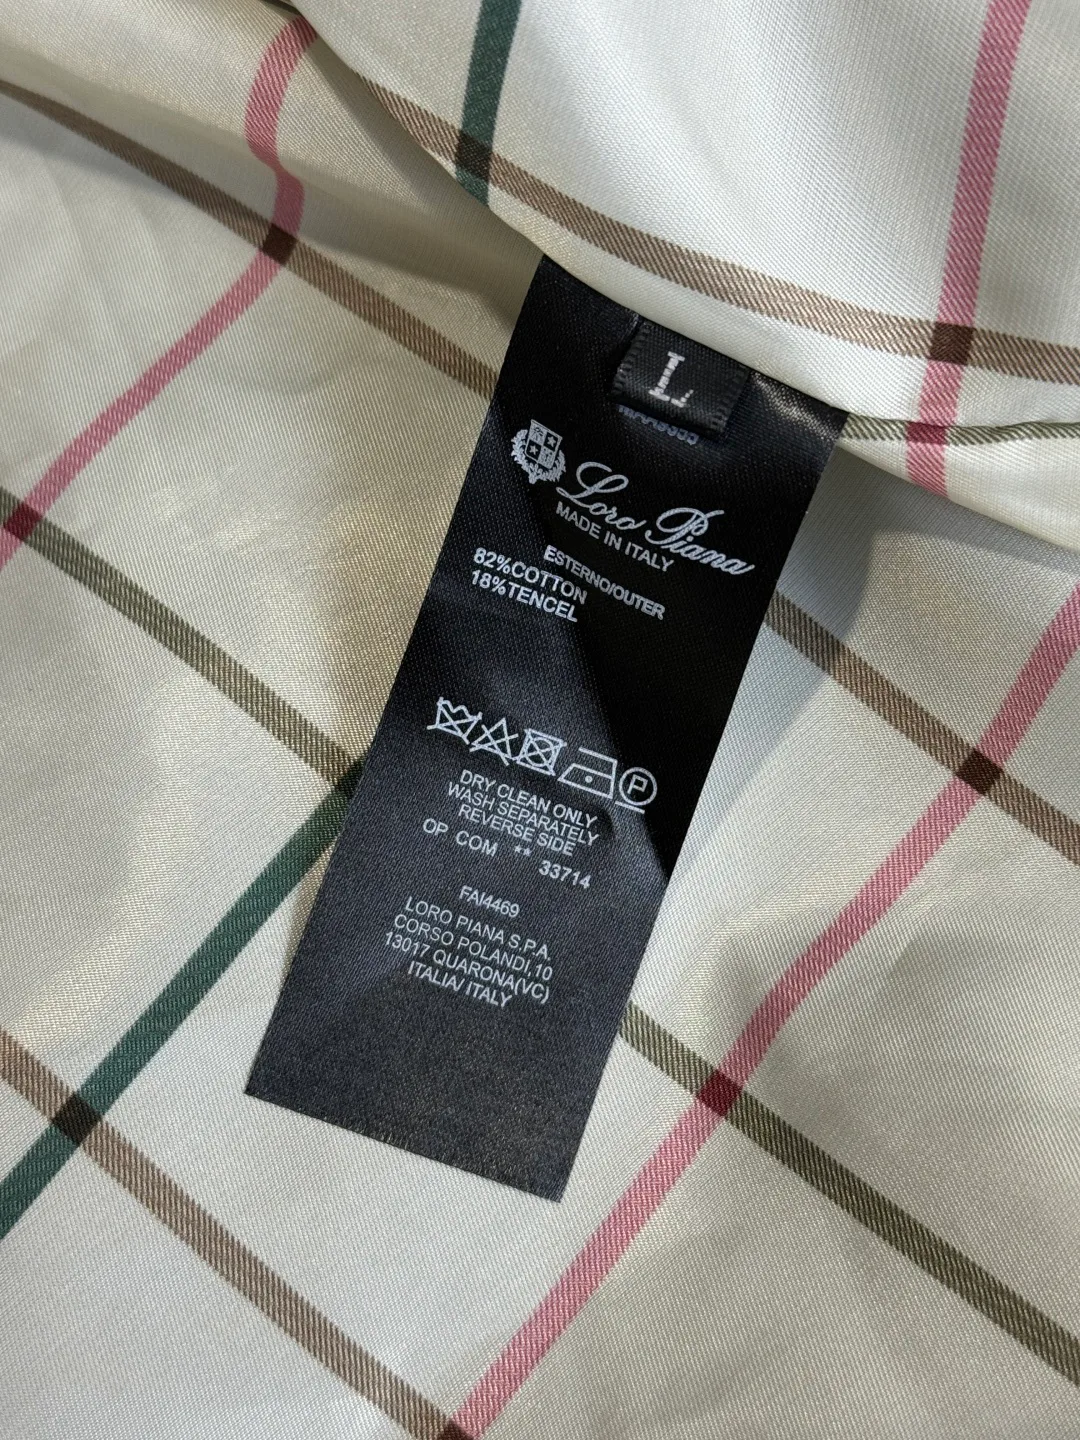 L
Loro Piana
MADE IN ITALY
ESTERNO/OUTER
82%COTTON
18%TENCEL
P
DRY CLEAN ONLY
WASH SEPARATELY
REVERSE SIDE
OP COM ** 33714
FAI4469
LORO PIANA S.P.A.
CORSO POLANDI,10
13017 QUARONA(VC)
ITALIA/ ITALY